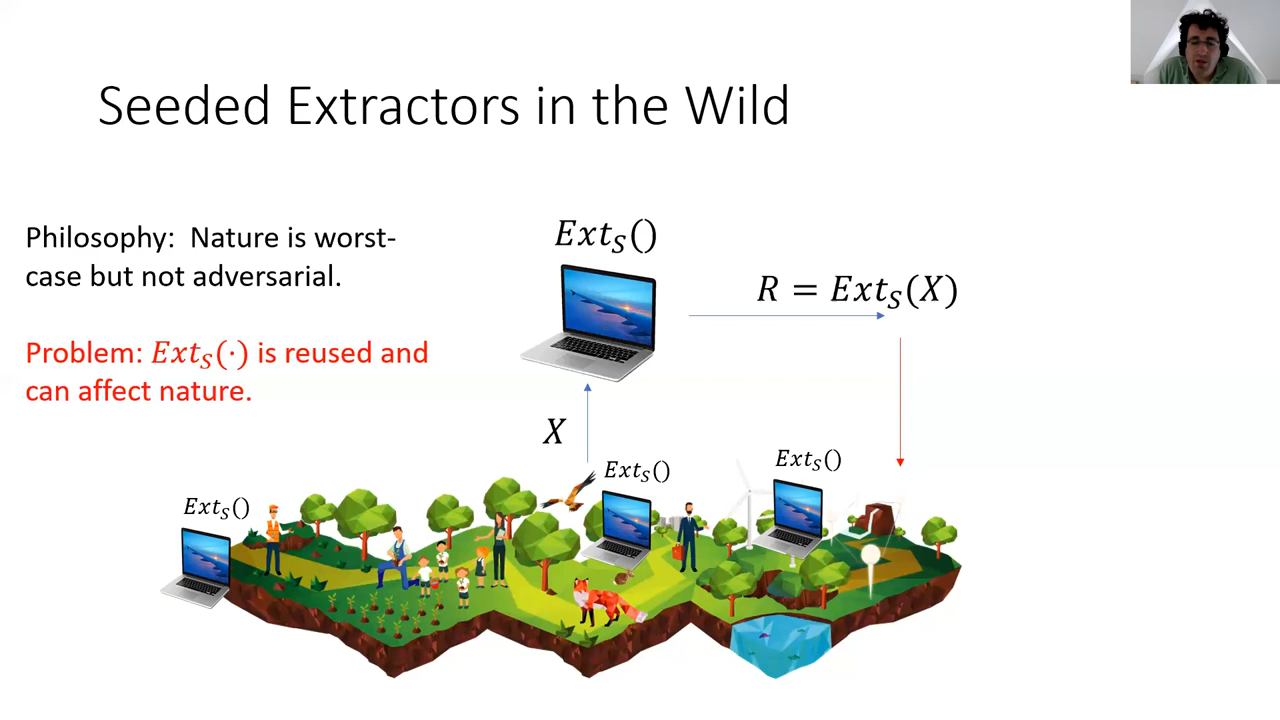 Seeded Extractors in the Wild
Philosophy: Nature is worst-
case but not adversarial.
Problem: Ext_S(·) is reused and
can affect nature.
Ext_S()
R = Ext_S(X)
X
Ext_S()
Ext_S()
Ext_S()